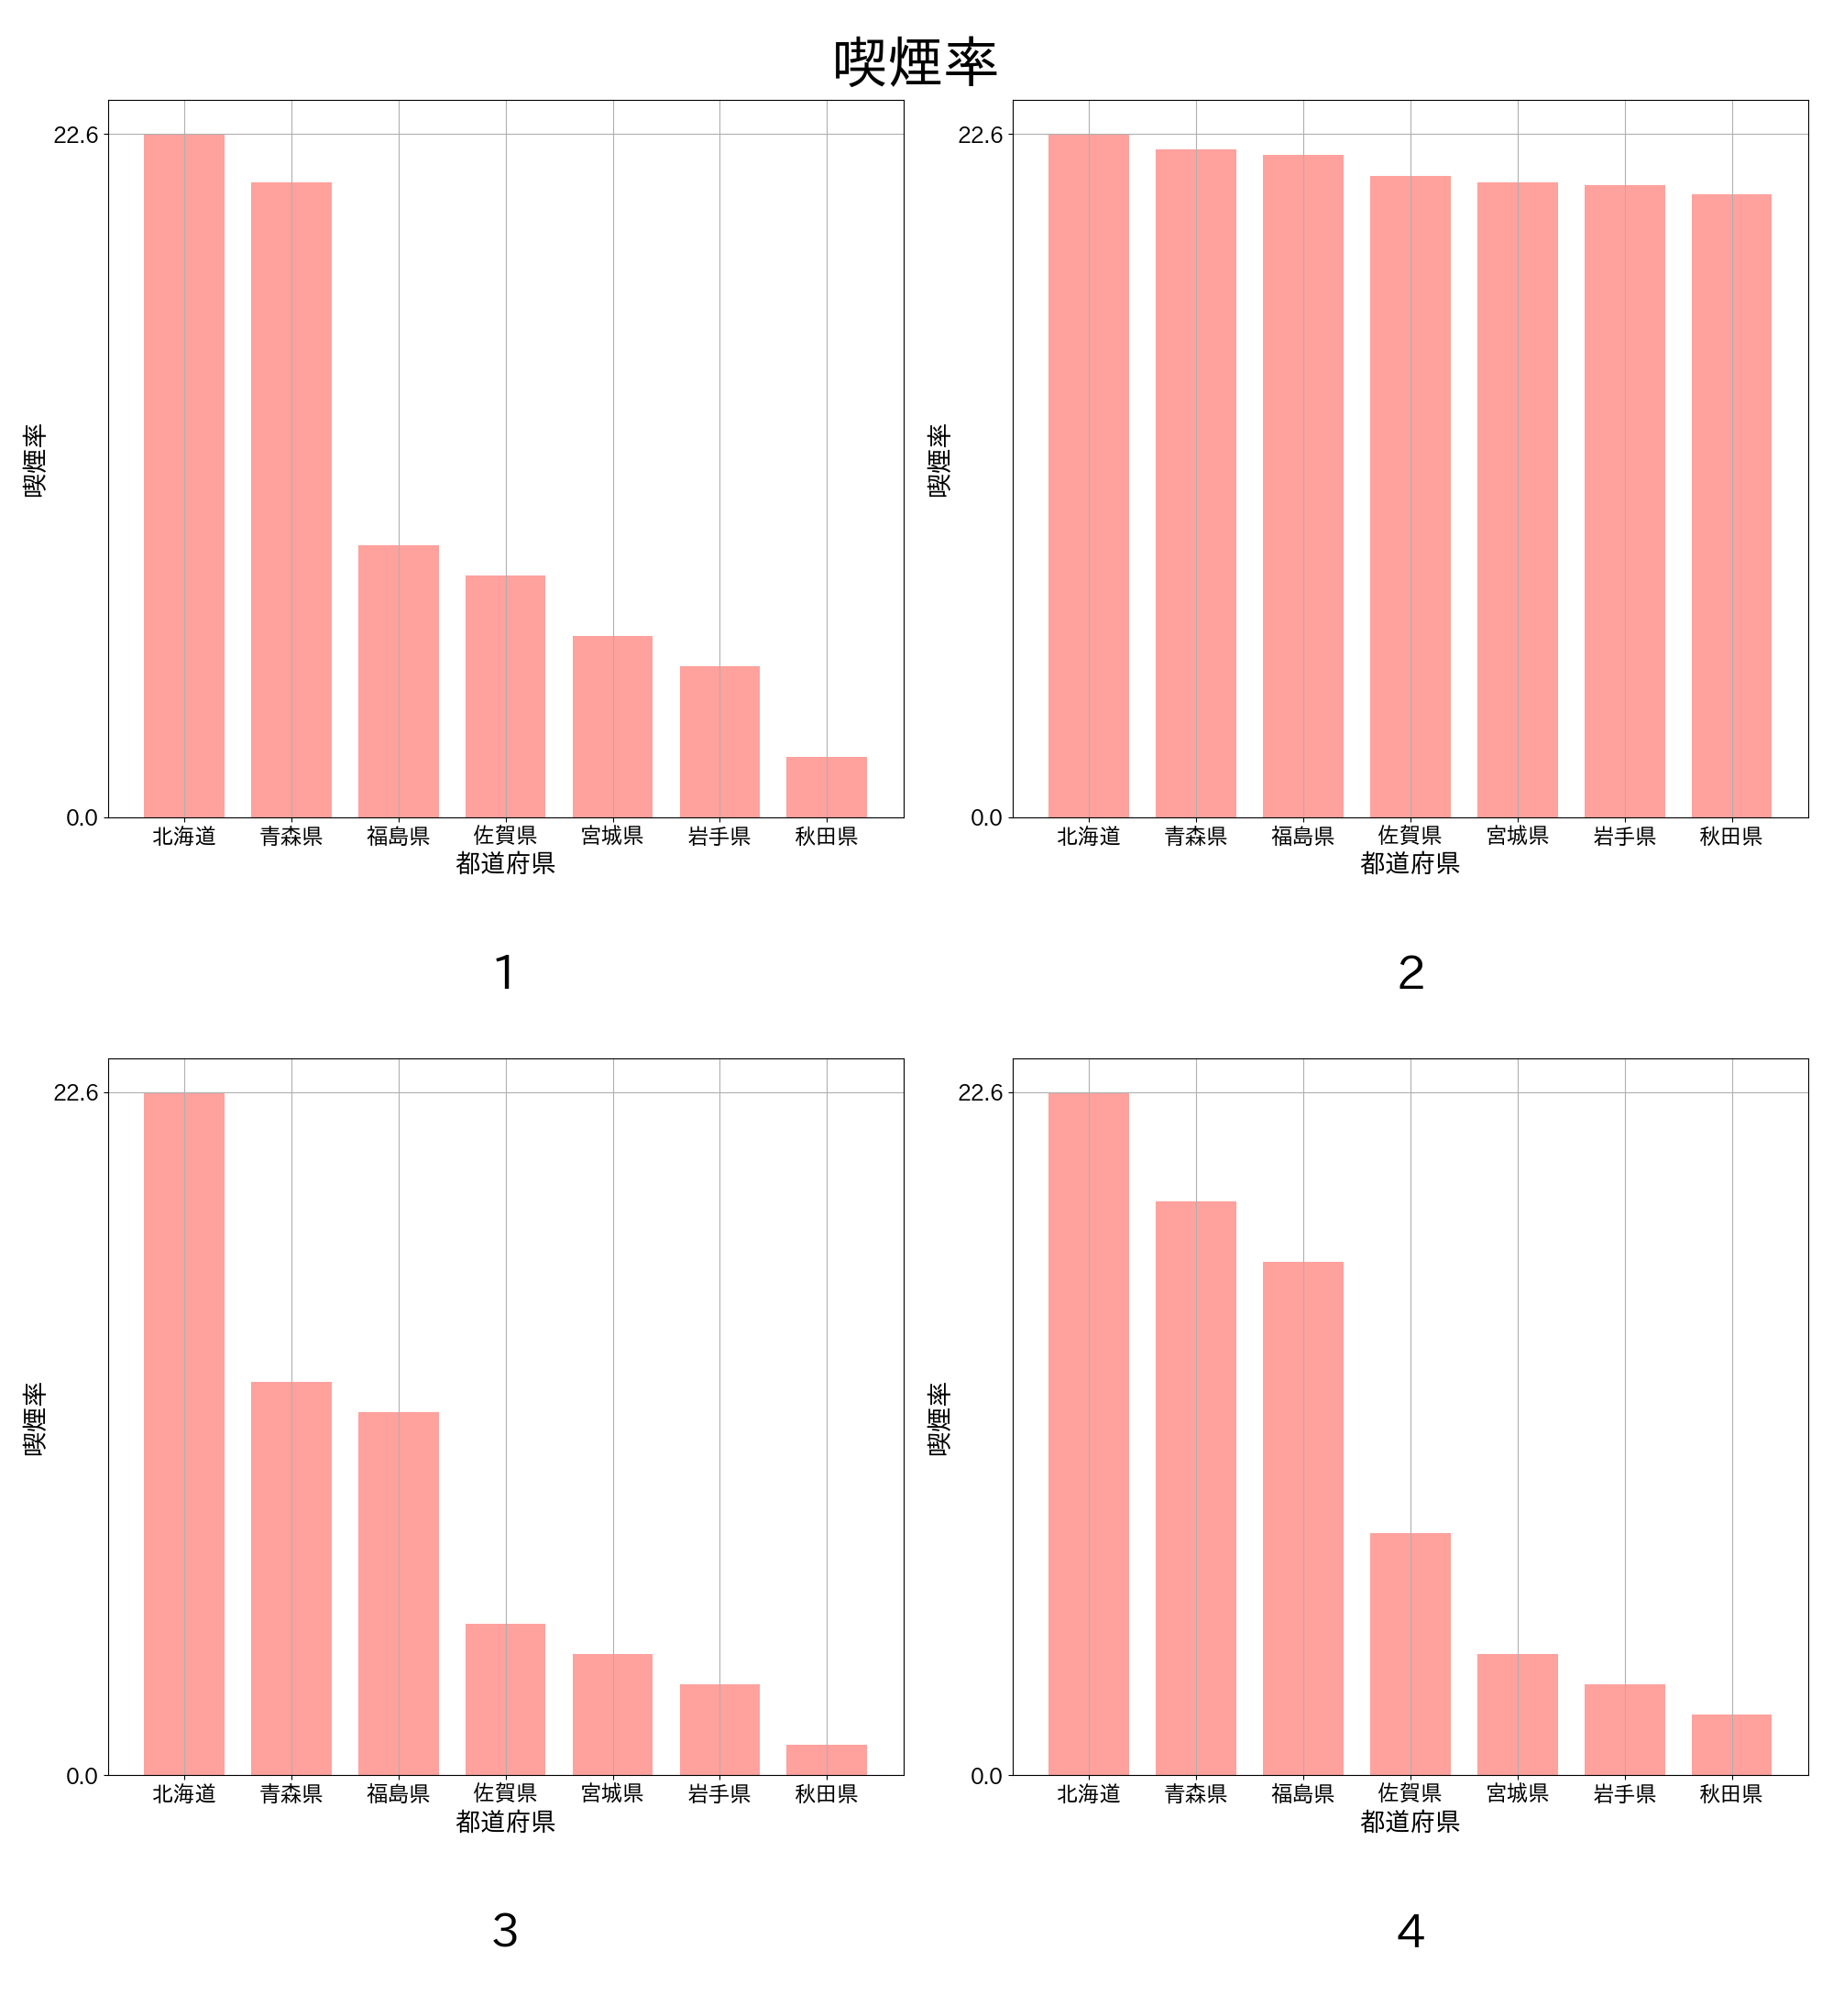 喫煙率
22.6
0.0
喫煙率
北海道 青森県 福島県 佐賀県 宮城県 岩手県 秋田県
都道府県
1
22.6
0.0
喫煙率
北海道 青森県 福島県 佐賀県 宮城県 岩手県 秋田県
都道府県
2
22.6
0.0
喫煙率
北海道 青森県 福島県 佐賀県 宮城県 岩手県 秋田県
都道府県
3
22.6
0.0
喫煙率
北海道 青森県 福島県 佐賀県 宮城県 岩手県 秋田県
都道府県
4